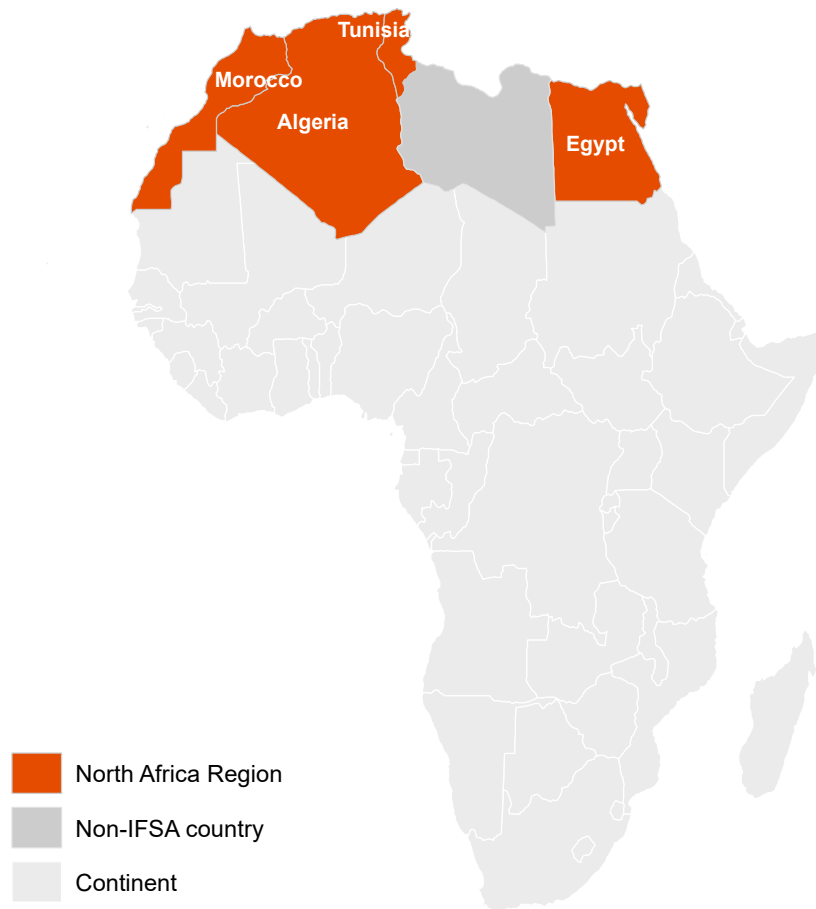 Tunisia
Morocco
Algeria
Egypt
North Africa Region
Non-IFSA country
Continent